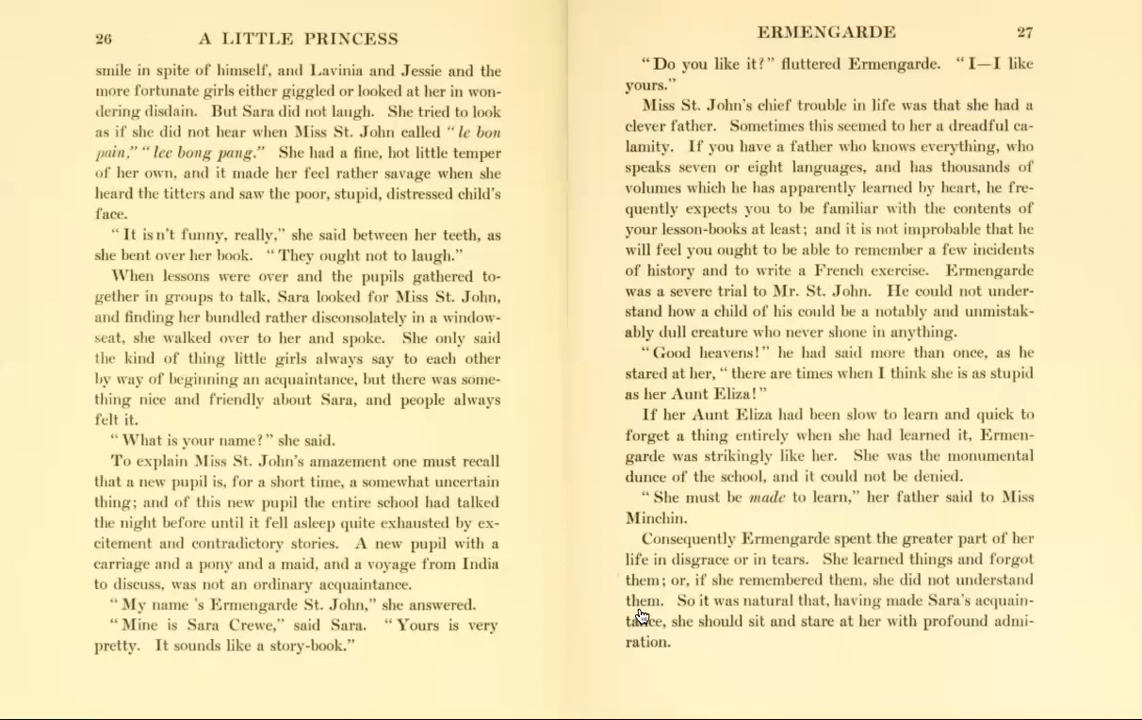 26 A LITTLE PRINCESS
smile in spite of himself, and Lavinia and Jessie and the
more fortunate girls either giggled or looked at her in won-
dering disdain. But Sara did not laugh. She tried to look
as if she did not hear when Miss St. John called “le bon
pain,” “lee bong pang.” She had a fine, hot little temper
of her own, and it made her feel rather savage when she
heard the titters and saw the poor, stupid, distressed child’s
face.
“It isn’t funny, really,” she said between her teeth, as
she bent over her book. “They ought not to laugh.”
When lessons were over and the pupils gathered to-
gether in groups to talk, Sara looked for Miss St. John,
and finding her bundled rather disconsolately in a window-
seat, she walked over to her and spoke. She only said
the kind of thing little girls always say to each other
by way of beginning an acquaintance, but there was some-
thing nice and friendly about Sara, and people always
felt it.
“What is your name?” she said.
To explain Miss St. John’s amazement one must recall
that a new pupil is, for a short time, a somewhat uncertain
thing; and of this new pupil the entire school had talked
the night before until it fell asleep quite exhausted by ex-
citement and contradictory stories. A new pupil with a
carriage and a pony and a maid, and a voyage from India
to discuss, was not an ordinary acquaintance.
“My name ’s Ermengarde St. John,” she answered.
“Mine is Sara Crewe,” said Sara. “Yours is very
pretty. It sounds like a story-book.”
ERMENGARDE 27
“Do you like it?” fluttered Ermengarde. “I—I like
yours.”
Miss St. John’s chief trouble in life was that she had a
clever father. Sometimes this seemed to her a dreadful ca-
lamity. If you have a father who knows everything, who
speaks seven or eight languages, and has thousands of
volumes which he has apparently learned by heart, he fre-
quently expects you to be familiar with the contents of
your lesson-books at least; and it is not improbable that he
will feel you ought to be able to remember a few incidents
of history and to write a French exercise. Ermengarde
was a severe trial to Mr. St. John. He could not under-
stand how a child of his could be a notably and unmistak-
ably dull creature who never shone in anything.
“Good heavens!” he had said more than once, as he
stared at her, “there are times when I think she is as stupid
as her Aunt Eliza!”
If her Aunt Eliza had been slow to learn and quick to
forget a thing entirely when she had learned it, Ermen-
garde was strikingly like her. She was the monumental
dunce of the school, and it could not be denied.
“She must be made to learn,” her father said to Miss
Minchin.
Consequently Ermengarde spent the greater part of her
life in disgrace or in tears. She learned things and forgot
them; or, if she remembered them, she did not understand
them. So it was natural that, having made Sara’s acquain-
tance, she should sit and stare at her with profound admi-
ration.